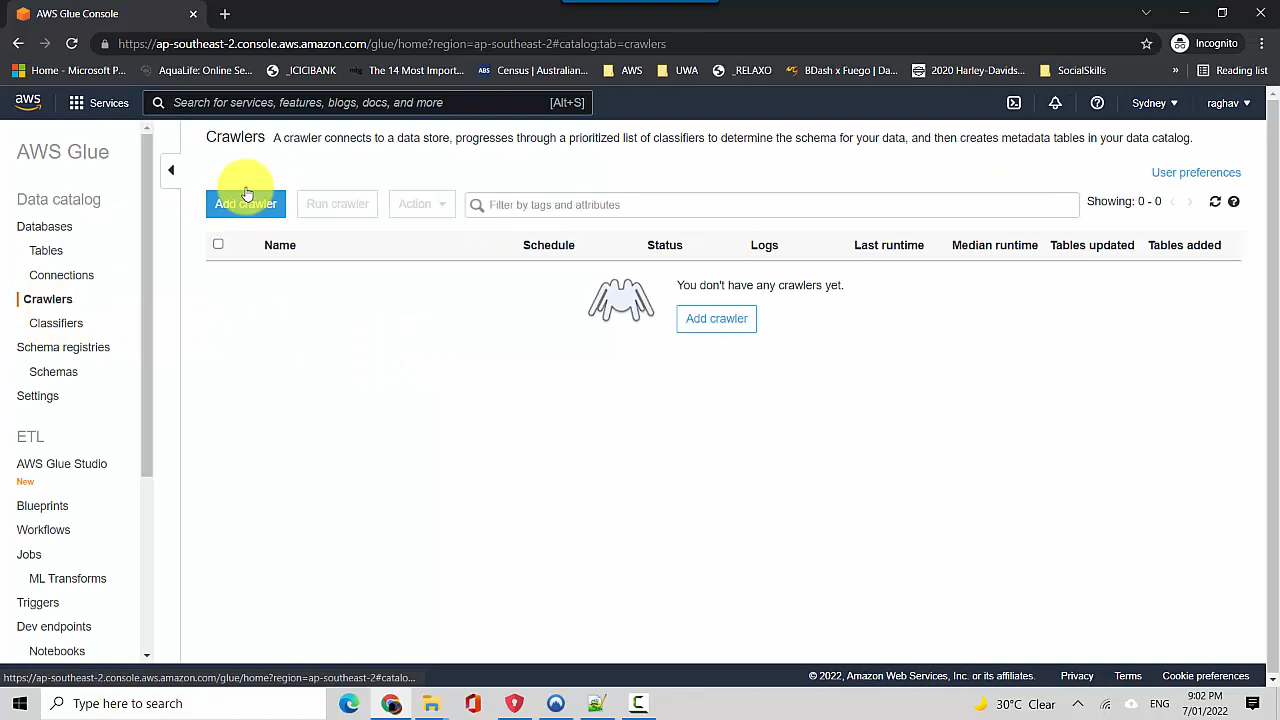 AWS Glue Console
https://ap-southeast-2.console.aws.amazon.com/glue/home?region=ap-southeast-2#catalog:tab=crawlers
Incognito
Home - Microsoft P...
AquaLife: Online Se...
_ICICIBANK
The 14 Most Import...
ABS
Census | Australian...
AWS
UWA
_RELAXO
BDash x Fuego | Da...
2020 Harley-Davids...
SocialSkills
»
Reading list
aws
Services
Search for services, features, blogs, docs, and more
[Alt+S]
Sydney
raghav
AWS Glue
Data catalog
Databases
Tables
Connections
Crawlers
Classifiers
Schema registries
Schemas
Settings
ETL
AWS Glue Studio
New
Blueprints
Workflows
Jobs
ML Transforms
Triggers
Dev endpoints
Notebooks
Crawlers A crawler connects to a data store, progresses through a prioritized list of classifiers to determine the schema for your data, and then creates metadata tables in your data catalog.
User preferences
Add crawler
Run crawler
Action
Filter by tags and attributes
Showing: 0 - 0
Name Schedule Status Logs Last runtime Median runtime Tables updated Tables added
You don't have any crawlers yet.
Add crawler
https://ap-southeast-2.console.aws.amazon.com/glue/home?region=ap-southeast-2#catalo...
© 2022, Amazon Web Services, Inc. or its affiliates.
Privacy
Terms
Cookie preferences
Type here to search
30°C Clear
ENG
9:02 PM
7/01/2022